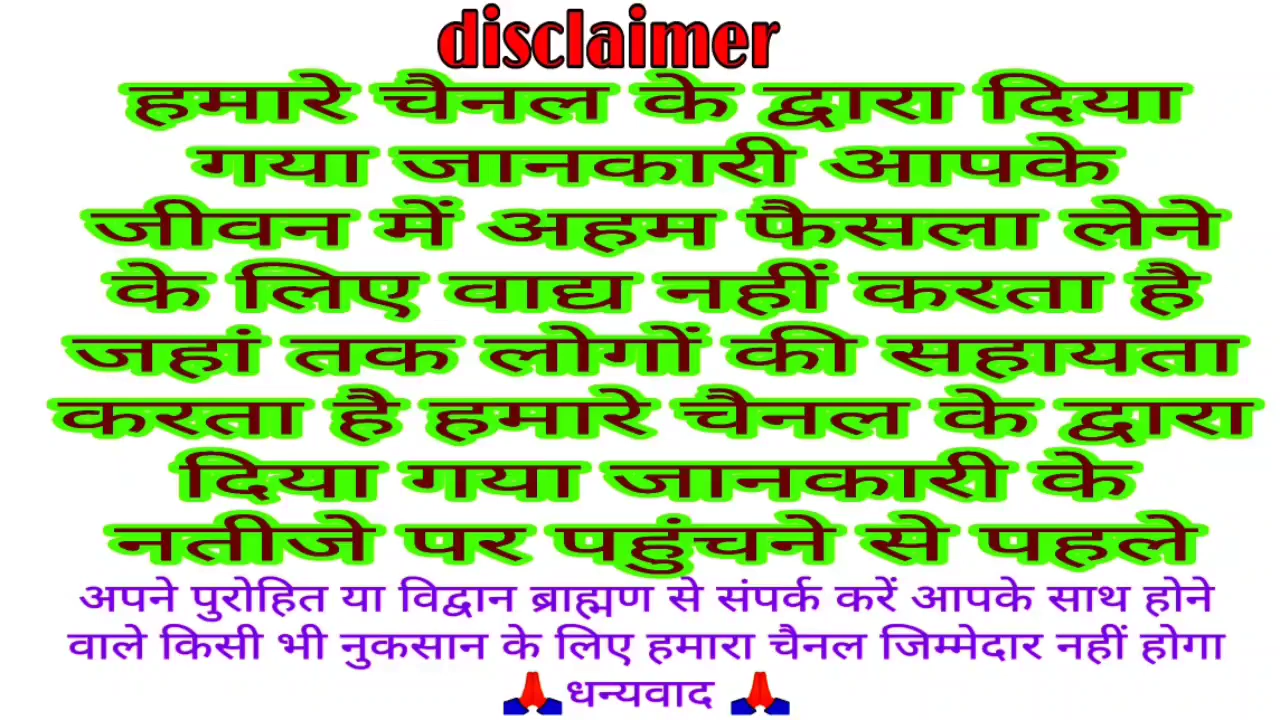 disclaimer
हमारे चैनल के द्वारा दिया
गया जानकारी आपके
जीवन में अहम फैसला लेने
के लिए वाद्य नहीं करता है
जहां तक लोगों की सहायता
करता है हमारे चैनल के द्वारा
दिया गया जानकारी के
नतीजे पर पहुंचने से पहले
अपने पुरोहित या विद्वान ब्राह्मण से संपर्क करें आपके साथ होने
वाले किसी भी नुकसान के लिए हमारा चैनल जिम्मेदार नहीं होगा
🙏धन्यवाद 🙏